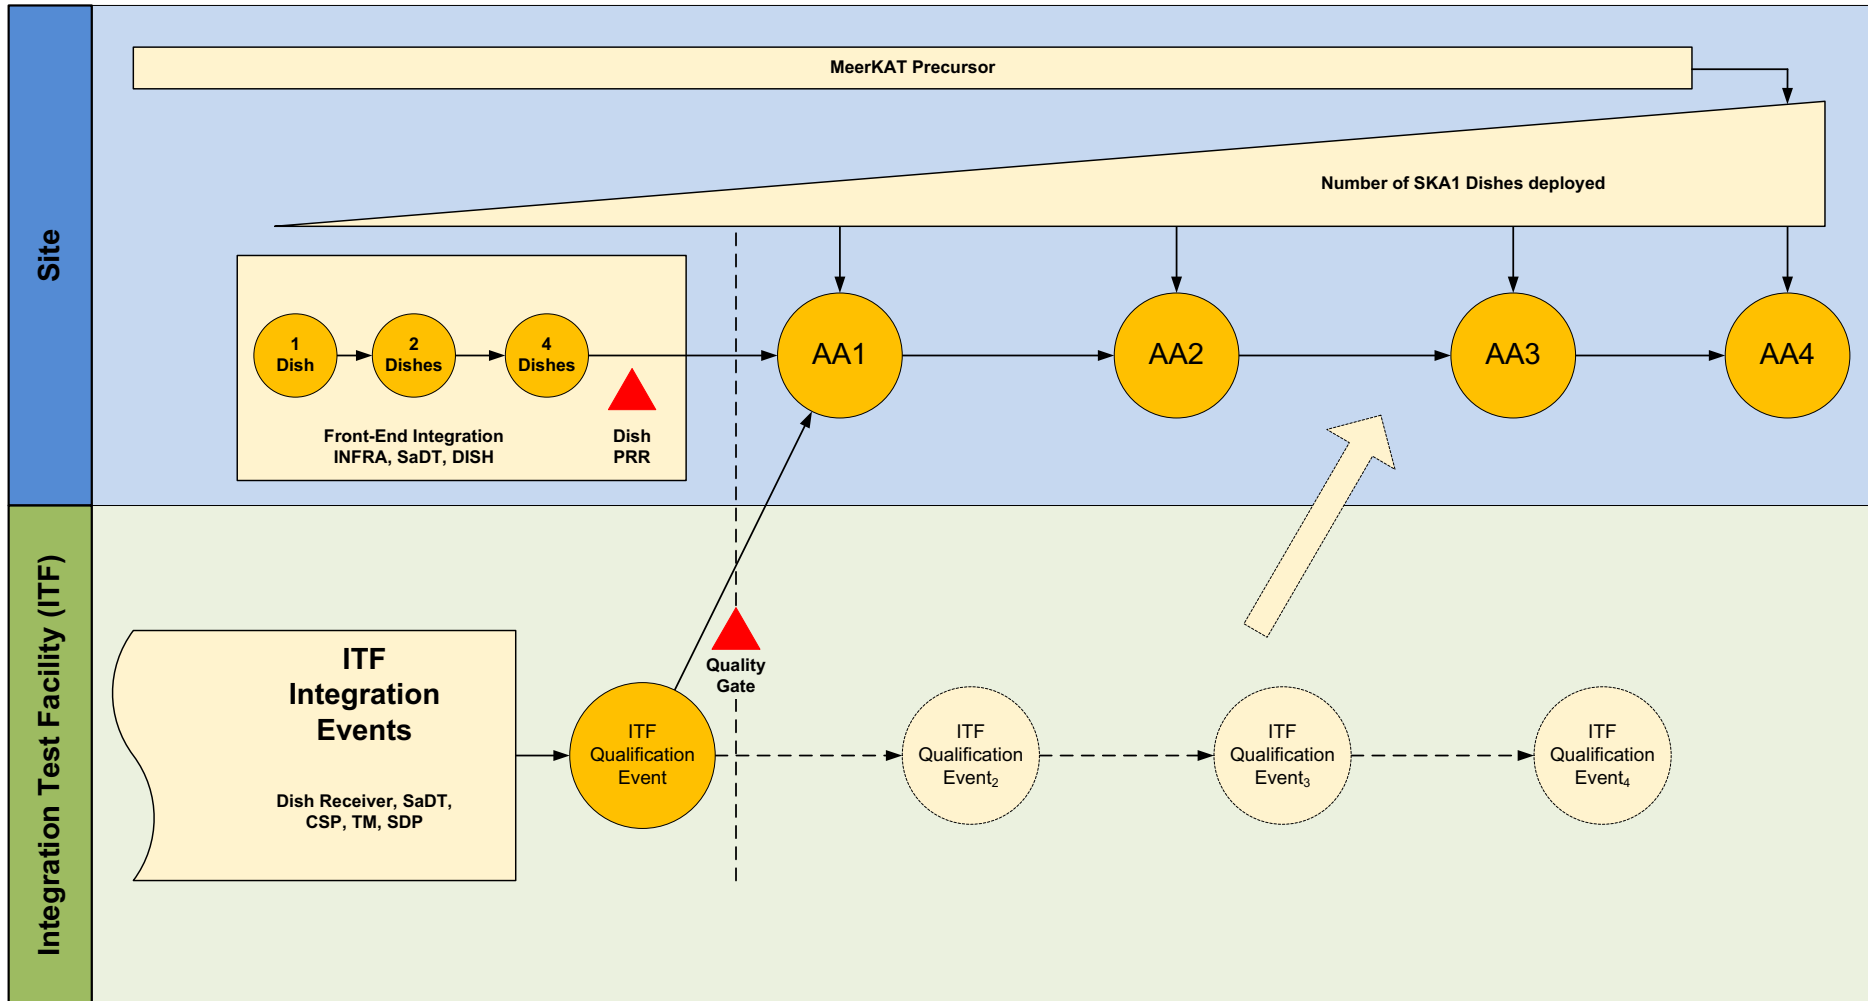 MeerKAT Precursor
Number of SKA1 Dishes deployed
Site
1
Dish
2
Dishes
4
Dishes
Front-End Integration
INFRA, SaDT, DISH
Dish
PRR
AA1
AA2
AA3
AA4
Integration Test Facility (ITF)
ITF
Integration
Events
Dish Receiver, SaDT,
CSP, TM, SDP
ITF
Qualification
Event
Quality
Gate
ITF
Qualification
Event₂
ITF
Qualification
Event₃
ITF
Qualification
Event₄